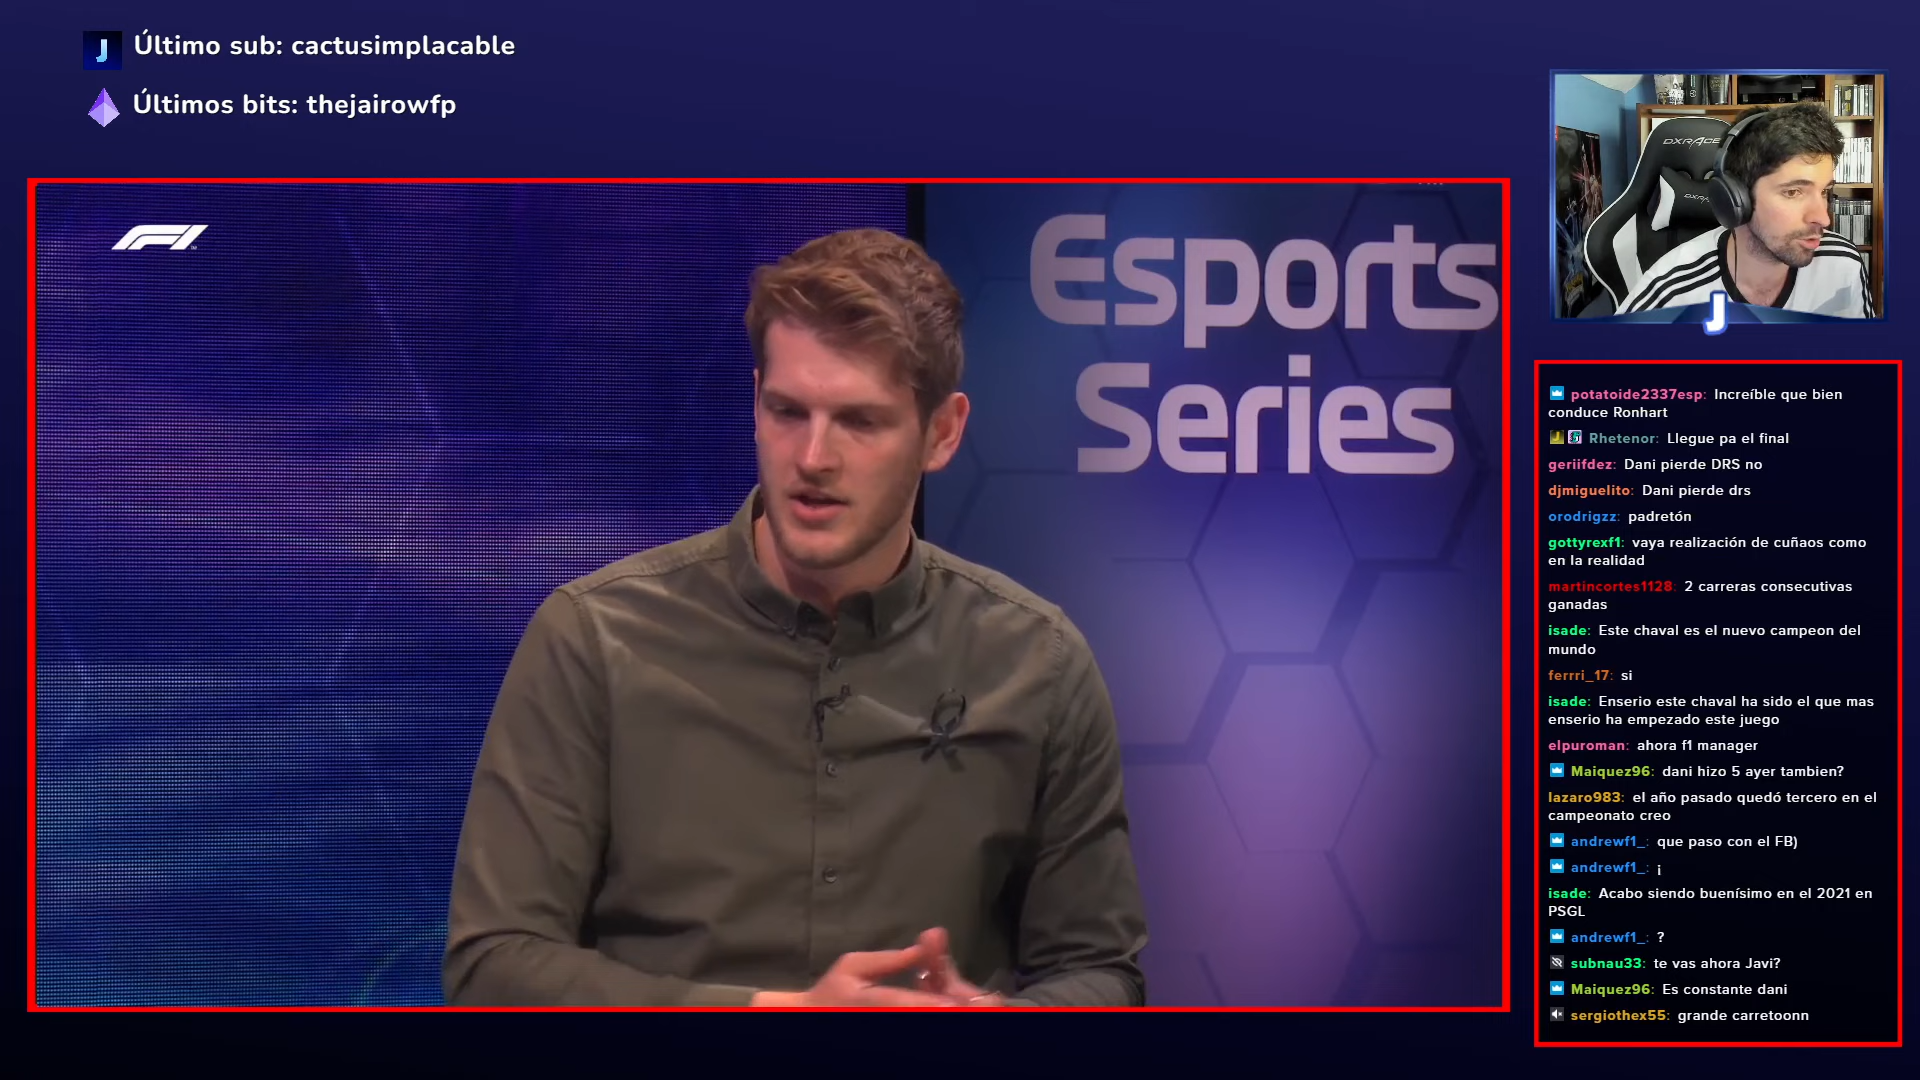 Último sub: cactusimplacable
Últimos bits: thejairowfp
F1
Esports
Series
DXRACE
J
potatoide2337esp: Increíble que bien
conduce Ronhart
Rhetenor: Llegue pa el final
geriifdez: Dani pierde DRS no
djmiguelito: Dani pierde drs
orodrigzz: padretón
gottyrexf1: vaya realización de cuñaos como
en la realidad
martincortes1128: 2 carreras consecutivas
ganadas
isade: Este chaval es el nuevo campeon del
mundo
ferrri_17: si
isade: Enserio este chaval ha sido el que mas
enserio ha empezado este juego
elpuroman: ahora f1 manager
Maiquez96: dani hizo 5 ayer tambien?
lazaro983: el año pasado quedó tercero en el
campeonato creo
andrewf1_: que paso con el FB)
andrewf1_: ¡
isade: Acabo siendo buenísimo en el 2021 en
PSGL
andrewf1_: ?
subnau33: te vas ahora Javi?
Maiquez96: Es constante dani
sergiothex55: grande carretoonn